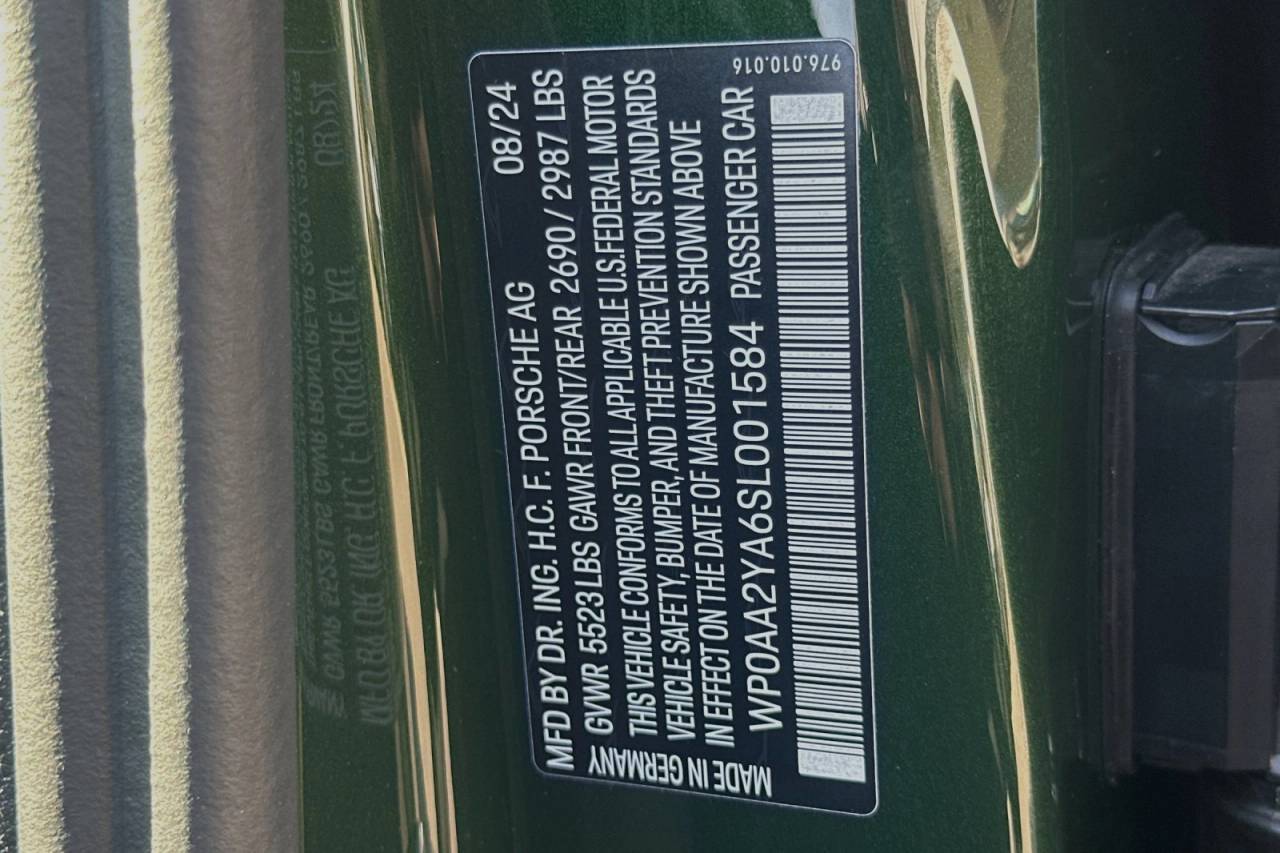 MFD BY DR. ING. H.C. F. PORSCHE AG 08/24
GVWR 5523 LBS GAWR FRONT/REAR 2690 / 2987 LBS
THIS VEHICLE CONFORMS TO ALL APPLICABLE U.S. FEDERAL MOTOR
VEHICLE SAFETY, BUMPER, AND THEFT PREVENTION STANDARDS
IN EFFECT ON THE DATE OF MANUFACTURE SHOWN ABOVE
WP0AA2YA6SL001584 PASSENGER CAR
MADE IN GERMANY
976.010.016